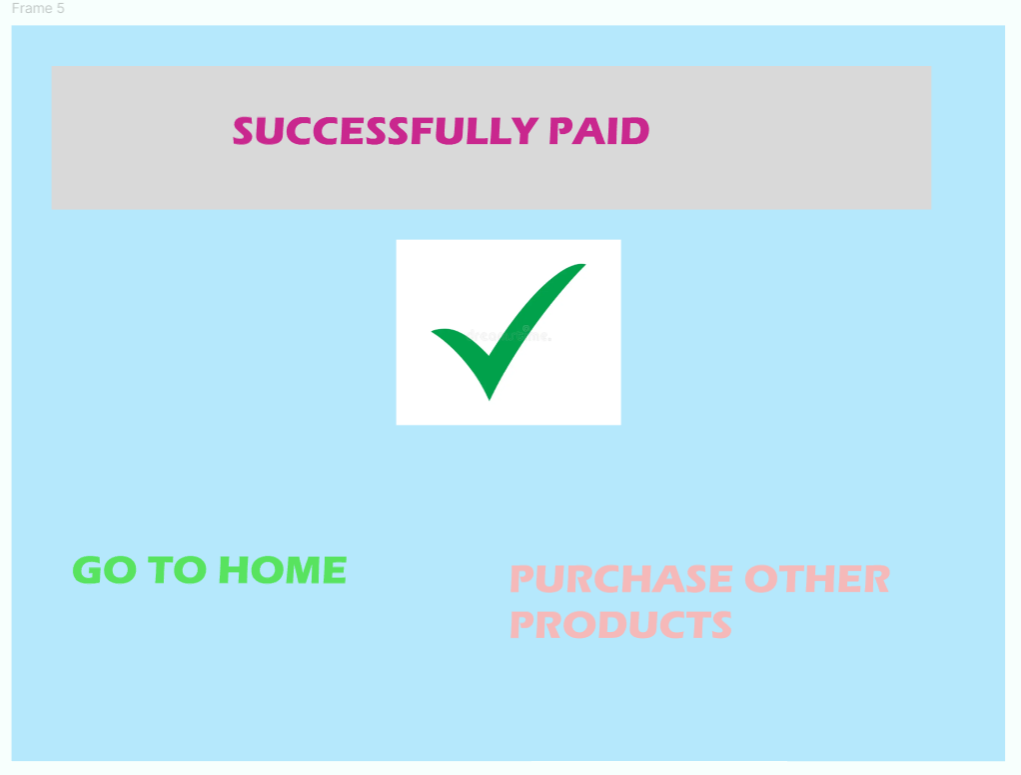 Frame 5
SUCCESSFULLY PAID
GO TO HOME
PURCHASE OTHER
PRODUCTS